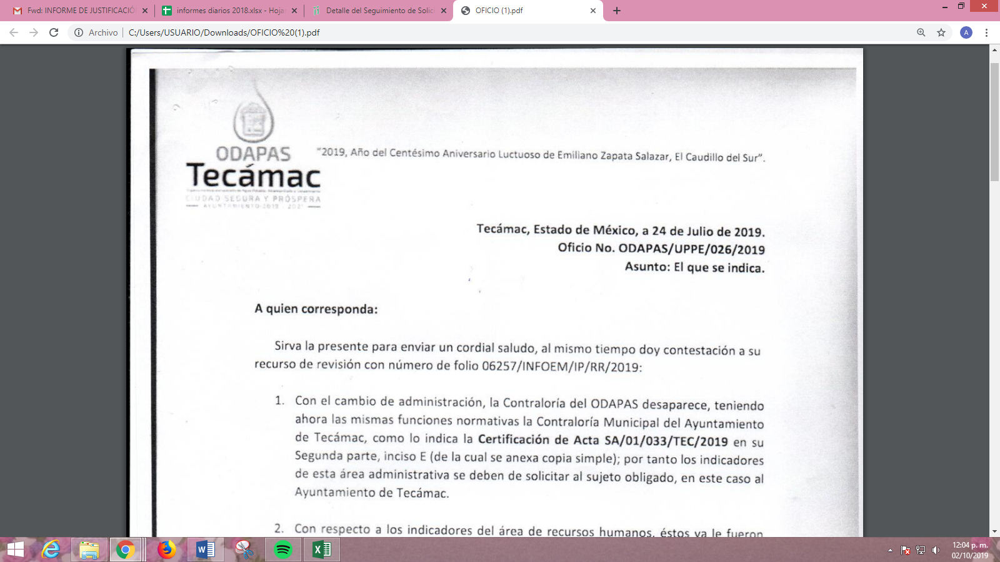 Fwd: INFORME DE JUSTIFICACIÓN
informes diarios 2018.xlsx - Hoja
Detalle del Seguimiento de Solic
OFICIO (1).pdf
Archivo
C:/Users/USUARIO/Downloads/OFICIO%20(1).pdf
A
ODAPAS
Tecámac
CIUDAD SEGURA Y PRÓSPERA
AYUNTAMIENTO 2019 - 2021
"2019, Año del Centésimo Aniversario Luctuoso de Emiliano Zapata Salazar, El Caudillo del Sur".
Tecámac, Estado de México, a 24 de Julio de 2019.
Oficio No. ODAPAS/UPPE/026/2019
Asunto: El que se indica.
A quien corresponda:
Sirva la presente para enviar un cordial saludo, al mismo tiempo doy contestación a su
recurso de revisión con número de folio 06257/INFOEM/IP/RR/2019:
1. Con el cambio de administración, la Contraloría del ODAPAS desaparece, teniendo
ahora las mismas funciones normativas la Contraloría Municipal del Ayuntamiento
de Tecámac, como lo indica la Certificación de Acta SA/01/033/TEC/2019 en su
Segunda parte, inciso E (de la cual se anexa copia simple); por tanto los indicadores
de esta área administrativa se deben de solicitar al sujeto obligado, en este caso al
Ayuntamiento de Tecámac.
2. Con respecto a los indicadores del área de recursos humanos, éstos ya le fueron
12:04 p. m.
02/10/2019